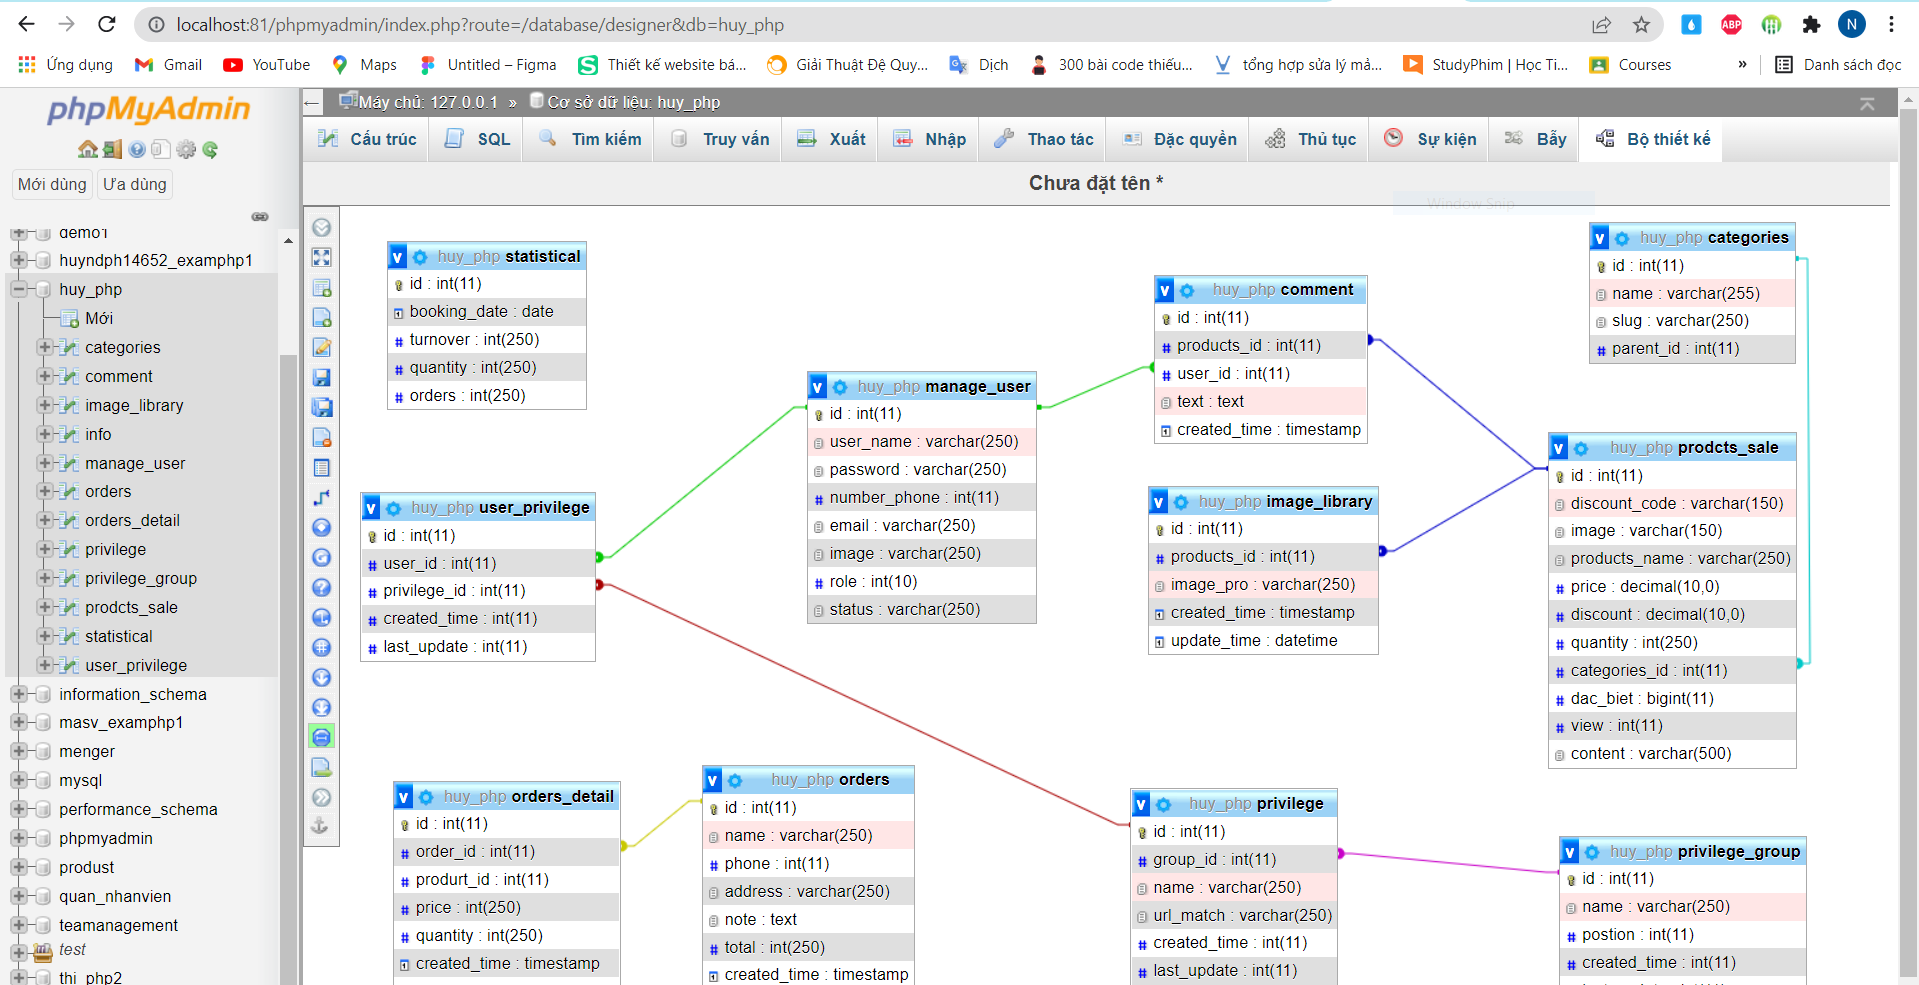 localhost:81/phpmyadmin/index.php?route=/database/designer&db=huy_php
ABP
N
Ứng dụng
Gmail
YouTube
Maps
Untitled – Figma
Thiết kế website bá...
Giải Thuật Đệ Quy...
Dịch
300 bài code thiếu...
tổng hợp sửa lý mả...
StudyPhim | Học Ti...
Courses
»
Danh sách đọc
phpMyAdmin
Mới dùng
Ưa dùng
demo1
huyndph14652_examphp1
huy_php
Mới
categories
comment
image_library
info
manage_user
orders
orders_detail
privilege
privilege_group
prodcts_sale
statistical
user_privilege
information_schema
masv_examphp1
menger
mysql
performance_schema
phpmyadmin
produst
quan_nhanvien
teamanagement
test
thi_php2
Máy chủ: 127.0.0.1 » Cơ sở dữ liệu: huy_php
Cấu trúc
SQL
Tìm kiếm
Truy vấn
Xuất
Nhập
Thao tác
Đặc quyền
Thủ tục
Sự kiện
Bẫy
Bộ thiết kế
Chưa đặt tên *
Window Snip
v huy_php statistical
id : int(11)
booking_date : date
turnover : int(250)
quantity : int(250)
orders : int(250)
v huy_php user_privilege
id : int(11)
user_id : int(11)
privilege_id : int(11)
created_time : int(11)
last_update : int(11)
v huy_php manage_user
id : int(11)
user_name : varchar(250)
password : varchar(250)
number_phone : int(11)
email : varchar(250)
image : varchar(250)
role : int(10)
status : varchar(250)
v huy_php comment
id : int(11)
products_id : int(11)
user_id : int(11)
text : text
created_time : timestamp
v huy_php image_library
id : int(11)
products_id : int(11)
image_pro : varchar(250)
created_time : timestamp
update_time : datetime
v huy_php categories
id : int(11)
name : varchar(255)
slug : varchar(250)
parent_id : int(11)
v huy_php prodcts_sale
id : int(11)
discount_code : varchar(150)
image : varchar(150)
products_name : varchar(250)
price : decimal(10,0)
discount : decimal(10,0)
quantity : int(250)
categories_id : int(11)
dac_biet : bigint(11)
view : int(11)
content : varchar(500)
v huy_php orders_detail
id : int(11)
order_id : int(11)
produrt_id : int(11)
price : int(250)
quantity : int(250)
created_time : timestamp
v huy_php orders
id : int(11)
name : varchar(250)
phone : int(11)
address : varchar(250)
note : text
total : int(250)
created_time : timestamp
v huy_php privilege
id : int(11)
group_id : int(11)
name : varchar(250)
url_match : varchar(250)
created_time : int(11)
last_update : int(11)
v huy_php privilege_group
id : int(11)
name : varchar(250)
postion : int(11)
created_time : int(11)